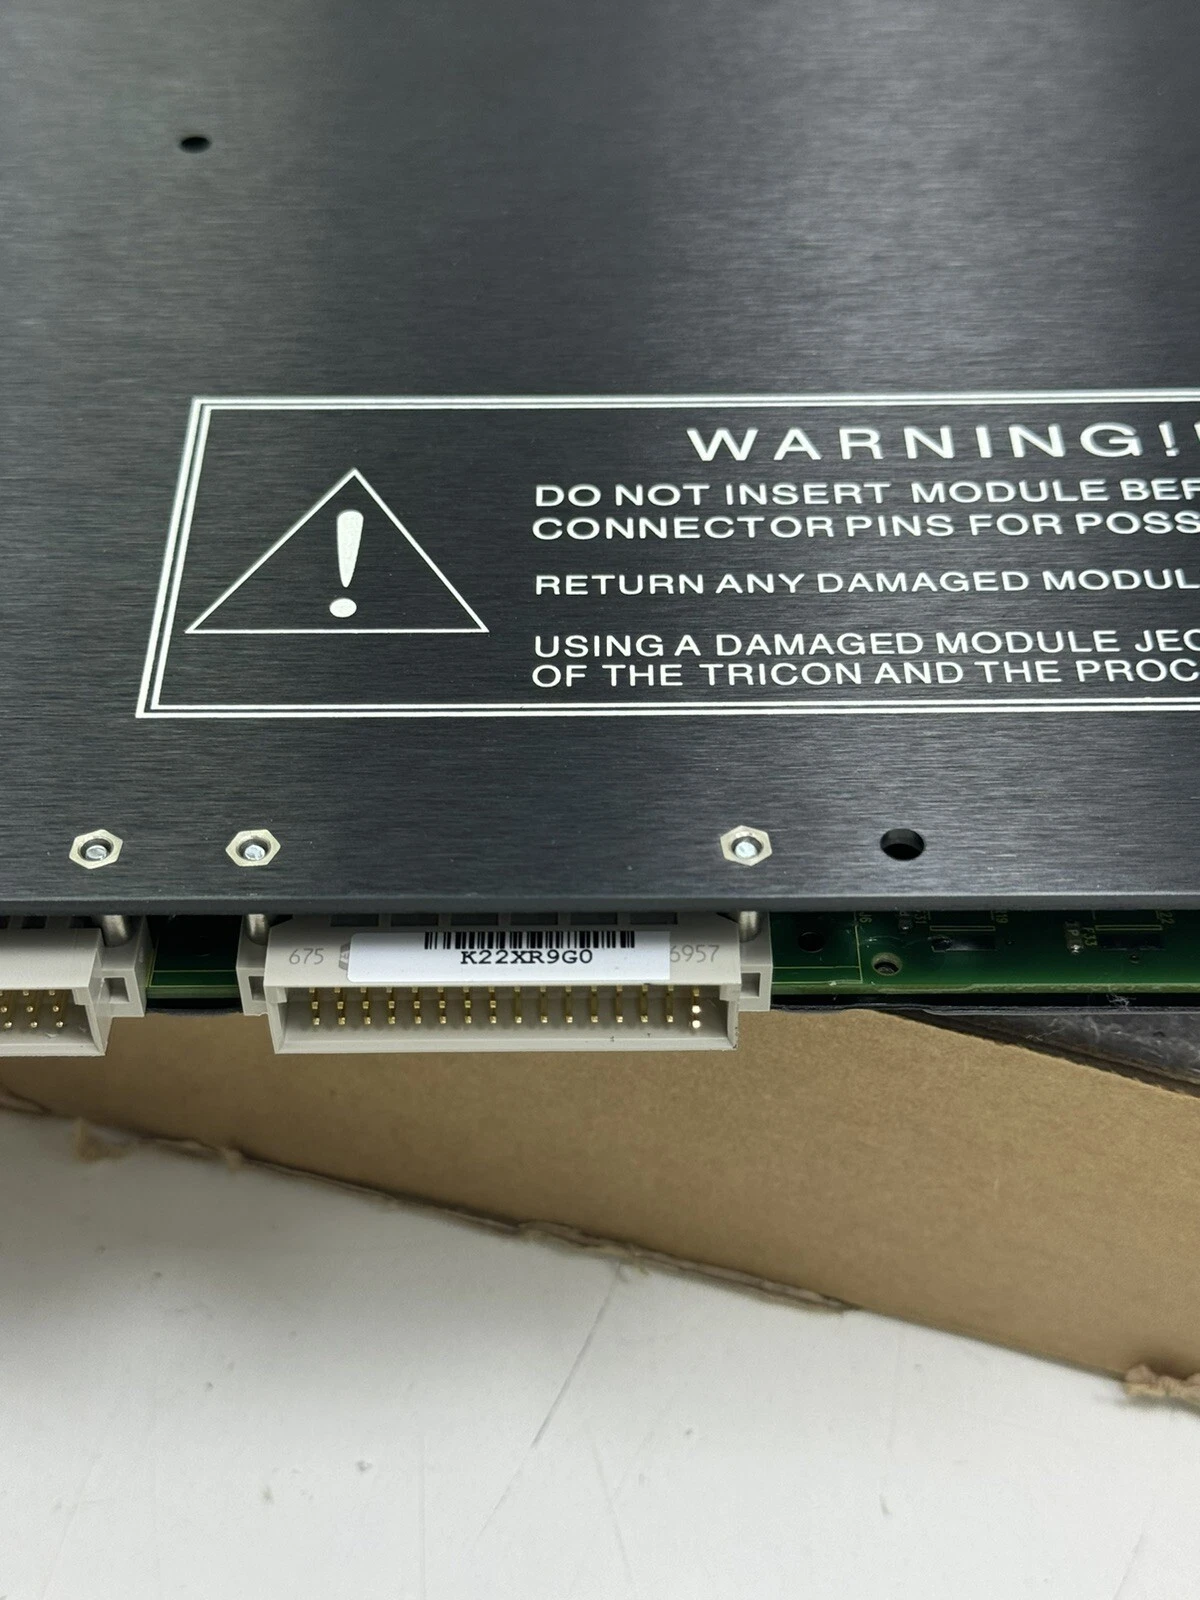 WARNING!
DO NOT INSERT MODULE BEF
CONNECTOR PINS FOR POSS
RETURN ANY DAMAGED MODUL
USING A DAMAGED MODULE JEO
OF THE TRICON AND THE PROC
675
6957
K22XR9G0